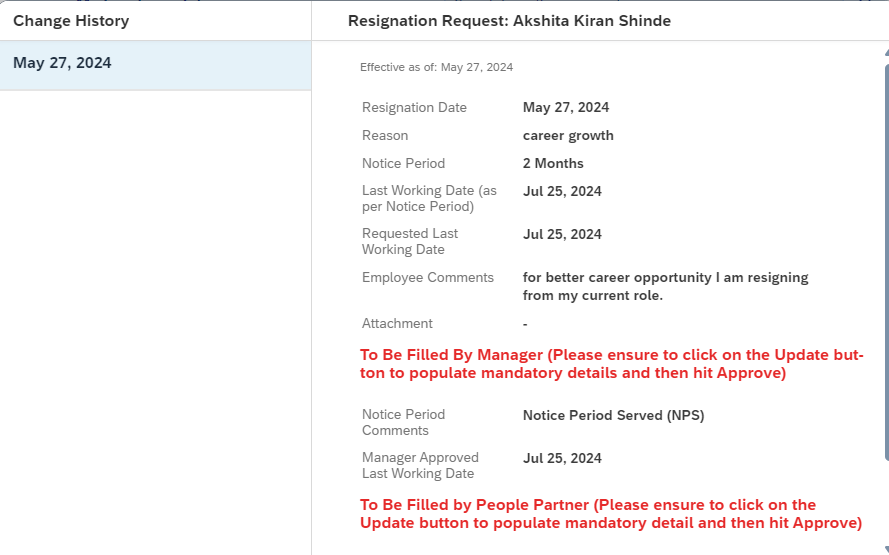 Change History
Resignation Request: Akshita Kiran Shinde
May 27, 2024
Effective as of: May 27, 2024
Resignation Date May 27, 2024
Reason career growth
Notice Period 2 Months
Last Working Date (as Jul 25, 2024
per Notice Period)
Requested Last Jul 25, 2024
Working Date
Employee Comments for better career opportunity I am resigning
from my current role.
Attachment -
To Be Filled By Manager (Please ensure to click on the Update but-
ton to populate mandatory details and then hit Approve)
Notice Period Notice Period Served (NPS)
Comments
Manager Approved Jul 25, 2024
Last Working Date
To Be Filled by People Partner (Please ensure to click on the
Update button to populate mandatory detail and then hit Approve)